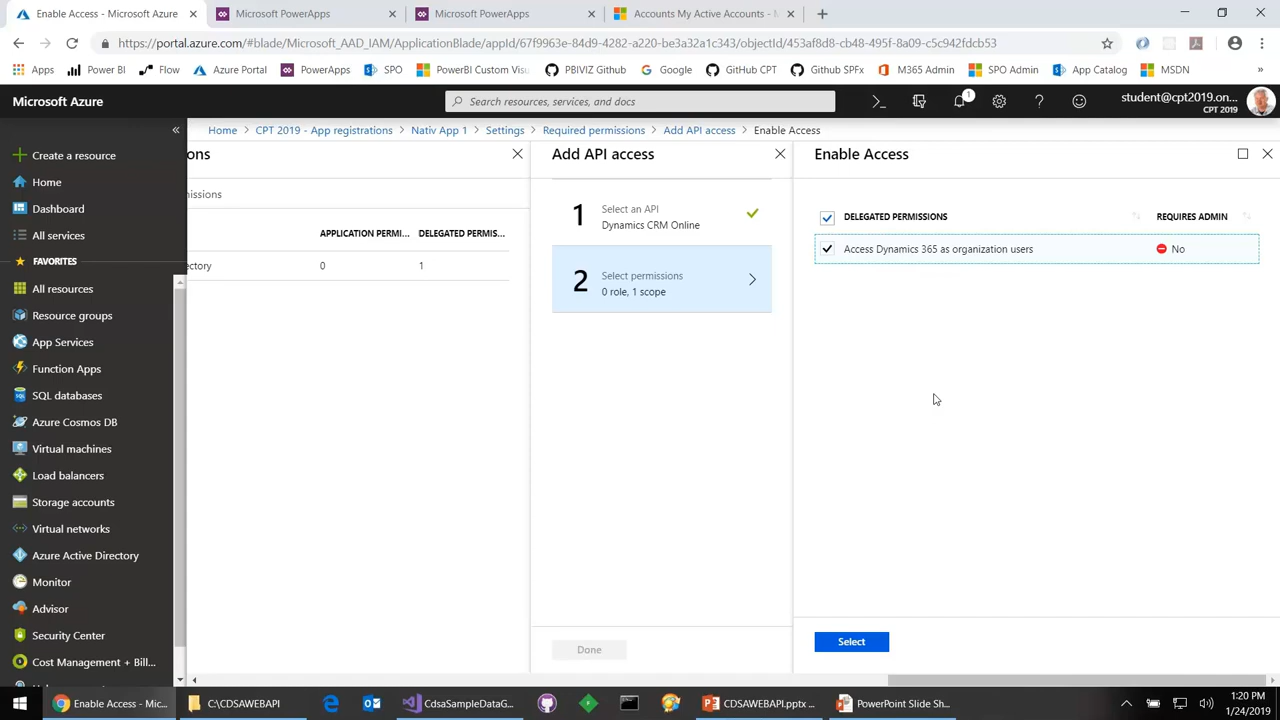 Enable Access - Microsoft Azure
Microsoft PowerApps
Microsoft PowerApps
Accounts My Active Accounts - M
https://portal.azure.com/#blade/Microsoft_AAD_IAM/ApplicationBlade/appId/67f9963e-84d9-4282-a220-be3a32a1c343/objectId/453af8d8-cb48-495f-8a09-c5c942fdcb53
Apps
Power BI
Flow
Azure Portal
PowerApps
SPO
PowerBI Custom Visu
PBIVIZ Github
Google
GitHub CPT
Github SPFx
M365 Admin
SPO Admin
App Catalog
MSDN
»
Microsoft Azure
Search resources, services, and docs
1
student@cpt2019.on...
CPT 2019
Home
CPT 2019 - App registrations
Nativ App 1
Settings
Required permissions
Add API access
Enable Access
«
Create a resource
Home
Dashboard
All services
FAVORITES
All resources
Resource groups
App Services
Function Apps
SQL databases
Azure Cosmos DB
Virtual machines
Load balancers
Storage accounts
Virtual networks
Azure Active Directory
Monitor
Advisor
Security Center
Cost Management + Bill...
ons
missions
APPLICATION PERMI...
DELEGATED PERMIS...
ectory
0
1
Add API access
1
Select an API
Dynamics CRM Online
2
Select permissions
0 role, 1 scope
Done
Enable Access
DELEGATED PERMISSIONS
REQUIRES ADMIN
Access Dynamics 365 as organization users
No
Select
Enable Access - Mic...
C:\CDSAWEBAPI
CdsaSampleDataG...
CDSAWEBAPI.pptx ...
PowerPoint Slide Sh...
1:20 PM
1/24/2019